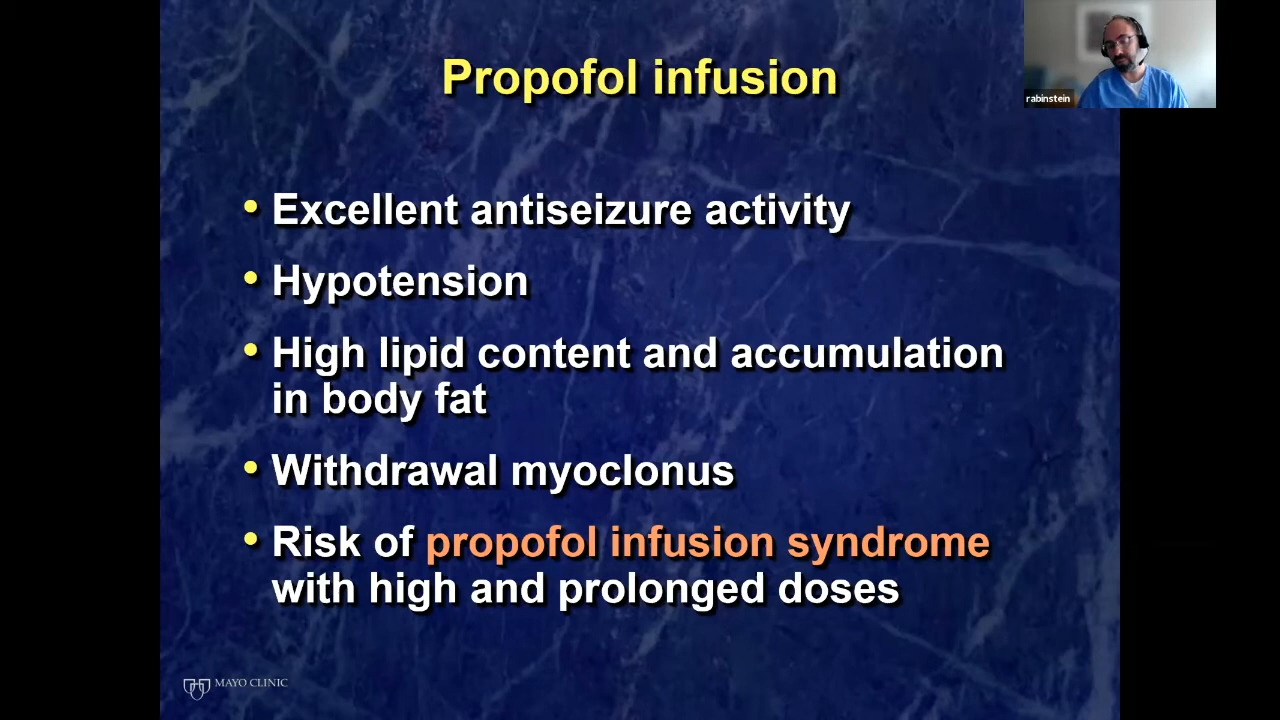 Propofol infusion
rabinstein
• Excellent antiseizure activity
• Hypotension
• High lipid content and accumulation
in body fat
• Withdrawal myoclonus
• Risk of propofol infusion syndrome
with high and prolonged doses
MAYO CLINIC